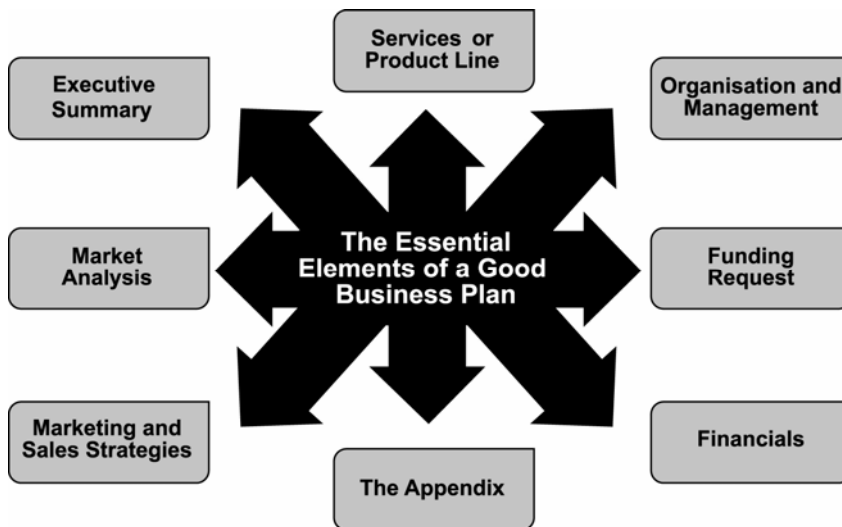 Services or
Product Line
Executive
Summary
Organisation and
Management
The Essential
Elements of a Good
Business Plan
Market
Analysis
Funding
Request
Marketing and
Sales Strategies
Financials
The Appendix